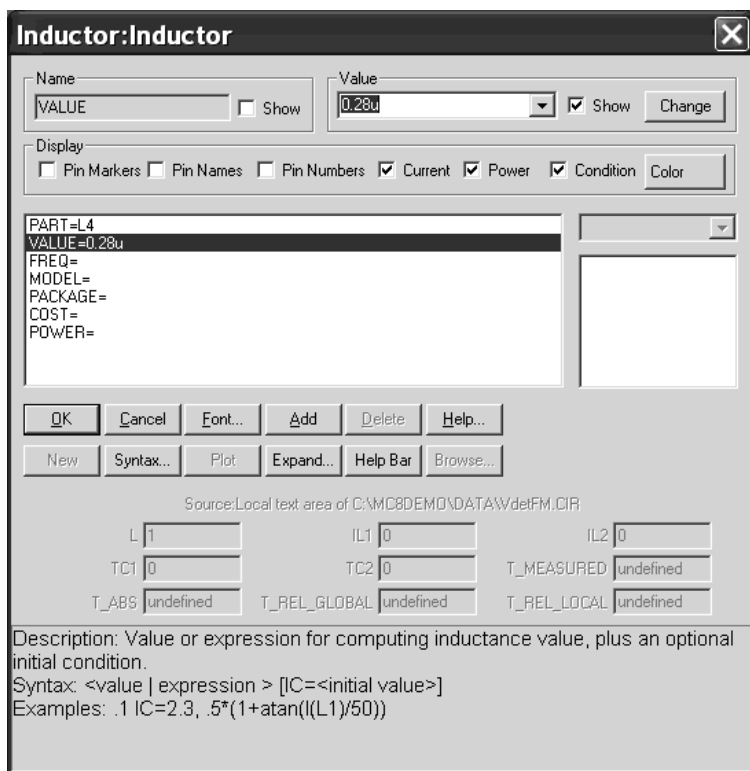 Inductor:Inductor
Name
VALUE Show
Value
0.28u Show Change
Display
Pin Markers Pin Names Pin Numbers Current Power Condition Color
PART=L4
VALUE=0.28u
FREQ=
MODEL=
PACKAGE=
COST=
POWER=
OK Cancel Font... Add Delete Help...
New Syntax... Plot Expand... Help Bar Browse...
Source:Local text area of C:\MC8DEMO\DATA\VdetFM.CIR
L 1 IL1 0 IL2 0
TC1 0 TC2 0 T_MEASURED undefined
T_ABS undefined T_REL_GLOBAL undefined T_REL_LOCAL undefined
Description: Value or expression for computing inductance value, plus an optional
initial condition.
Syntax: <value | expression > [IC=<initial value>]
Examples: .1 IC=2.3, .5*(1+atan(I(L1)/50))